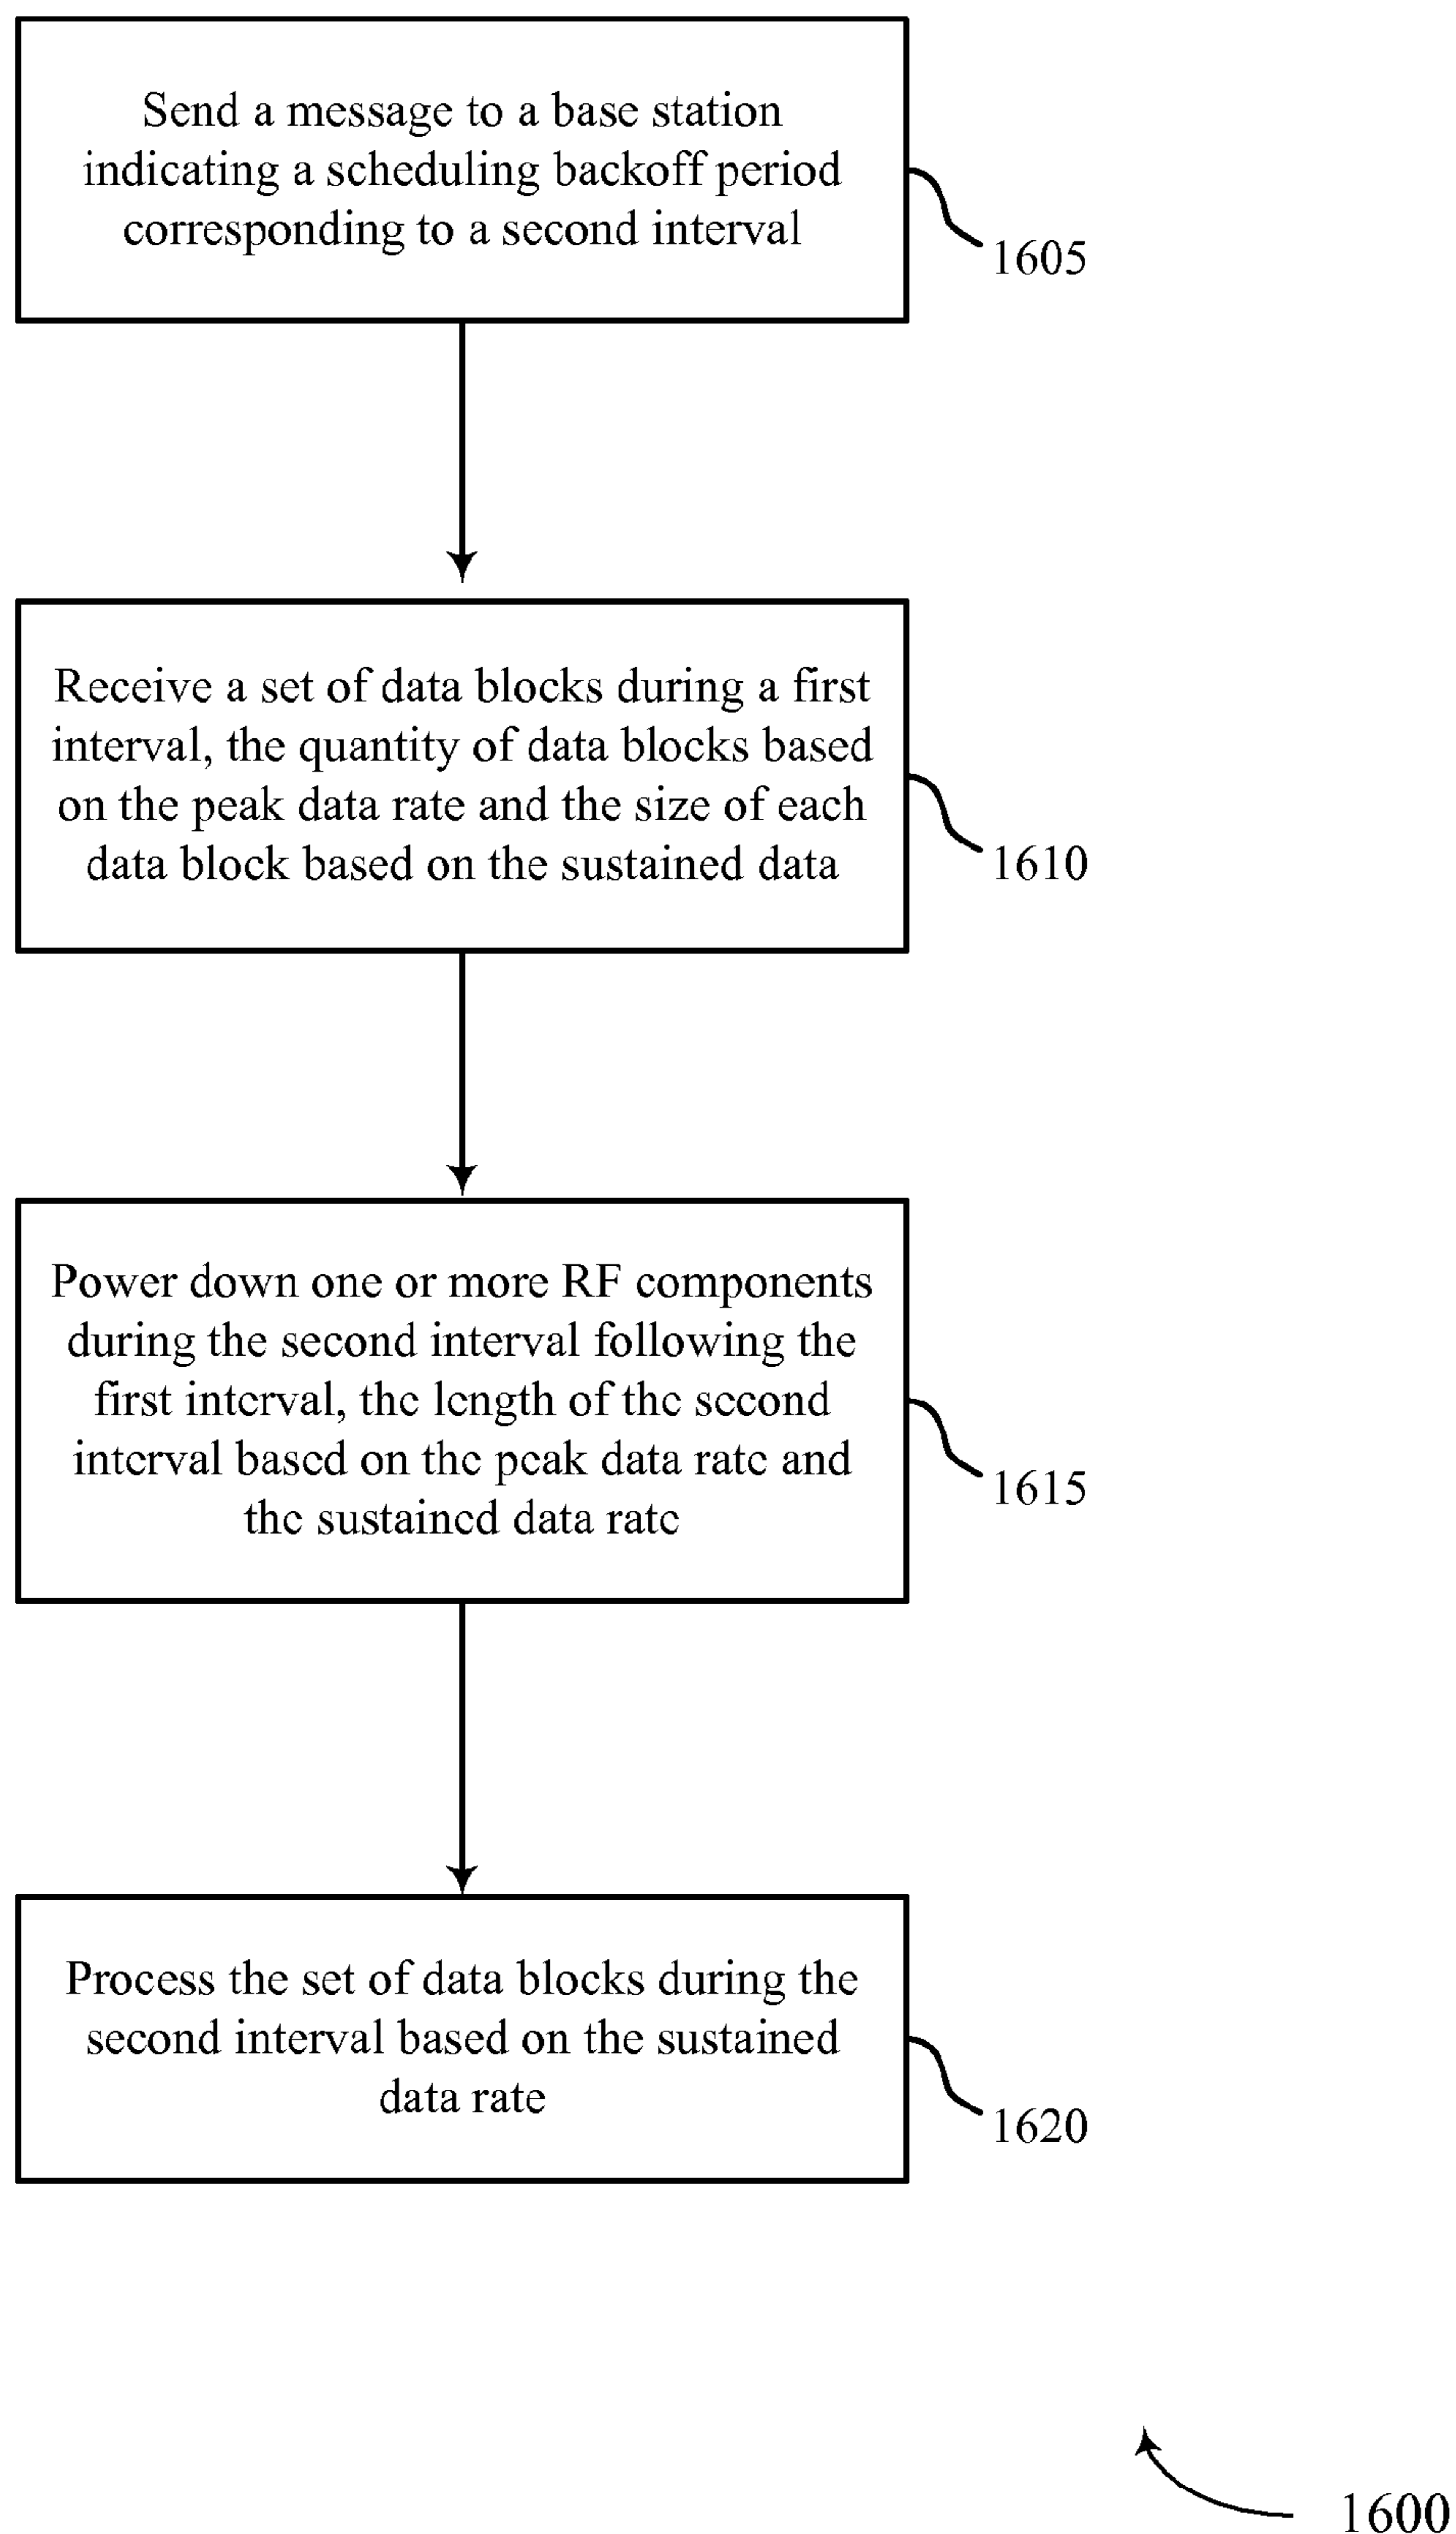 Send a message to a base station
indicating a scheduling backoff period
corresponding to a second interval
1605
Receive a set of data blocks during a first
interval, the quantity of data blocks based
on the peak data rate and the size of each
data block based on the sustained data
1610
Power down one or more RF components
during the second interval following the
first interval, the length of the second
interval based on the peak data rate and
the sustained data rate
1615
Process the set of data blocks during the
second interval based on the sustained
data rate
1620
1600